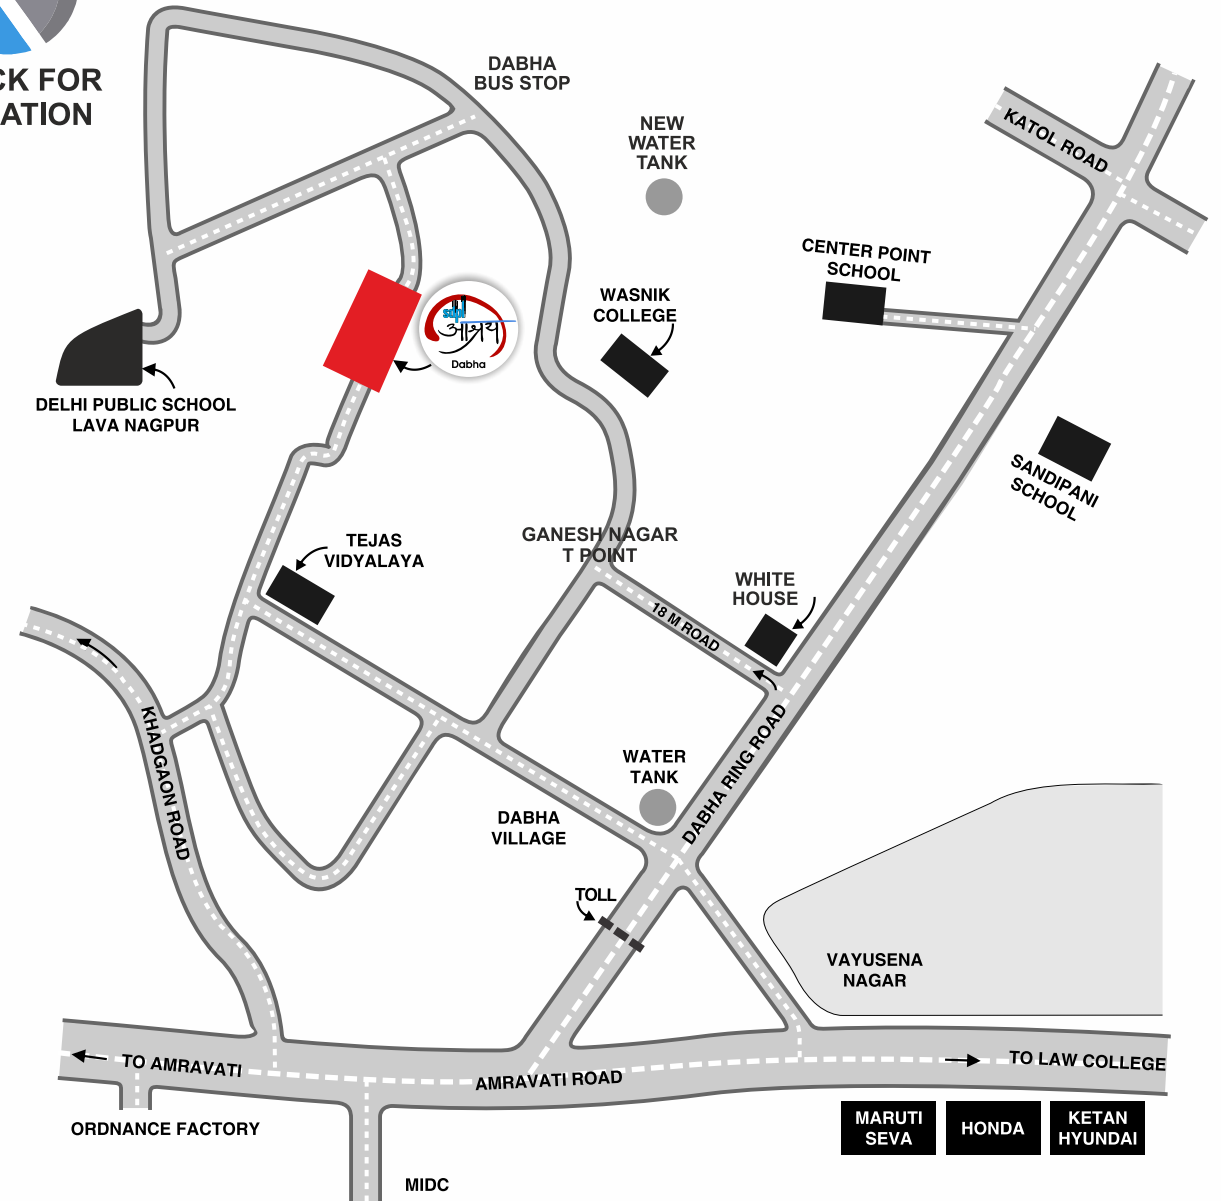 CK FOR
ATION
DABHA
BUS STOP
NEW
WATER
TANK
KATOL ROAD
CENTER POINT
SCHOOL
WASNIK
COLLEGE
आश्रय
Dabha
DELHI PUBLIC SCHOOL
LAVA NAGPUR
SANDIPANI
SCHOOL
TEJAS
VIDYALAYA
GANESH NAGAR
T POINT
WHITE
HOUSE
18 M ROAD
KHADGAON ROAD
DABHA RING ROAD
WATER
TANK
DABHA
VILLAGE
TOLL
VAYUSENA
NAGAR
TO AMRAVATI
AMRAVATI ROAD
TO LAW COLLEGE
ORDNANCE FACTORY
MARUTI
SEVA
HONDA
KETAN
HYUNDAI
MIDC